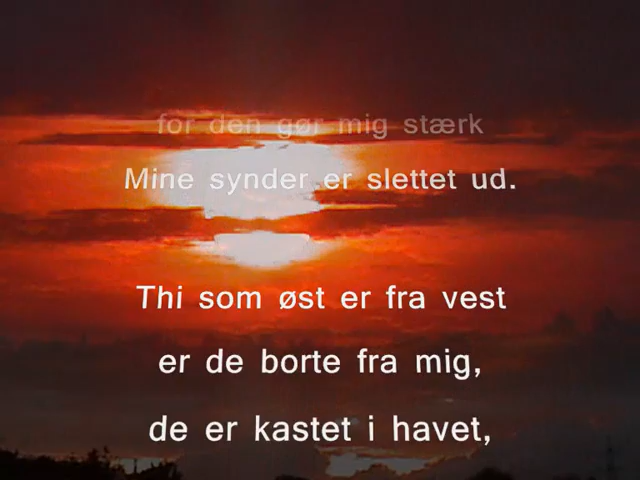 for den gør mig stærk
Mine synder er slettet ud.
Thi som øst er fra vest
er de borte fra mig,
de er kastet i havet,